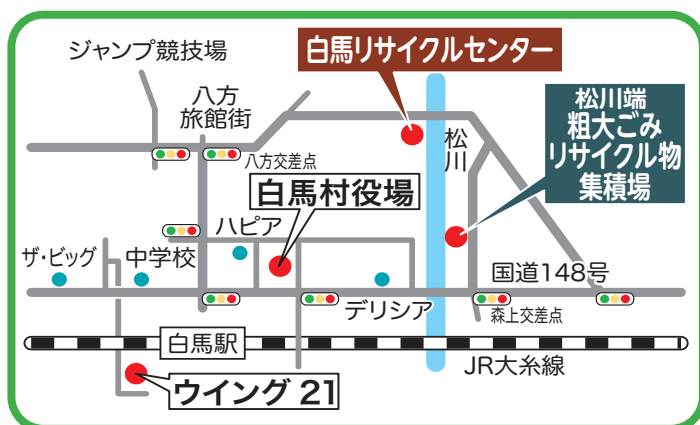 ジャンプ競技場
白馬リサイクルセンター
八方
旅館街
松川端
粗大ごみ
リサイクル物
集積場
八方交差点
松川
白馬村役場
ハピア
ザ・ビッグ
中学校
国道148号
デリシア
森上交差点
白馬駅
JR大糸線
ウイング 21